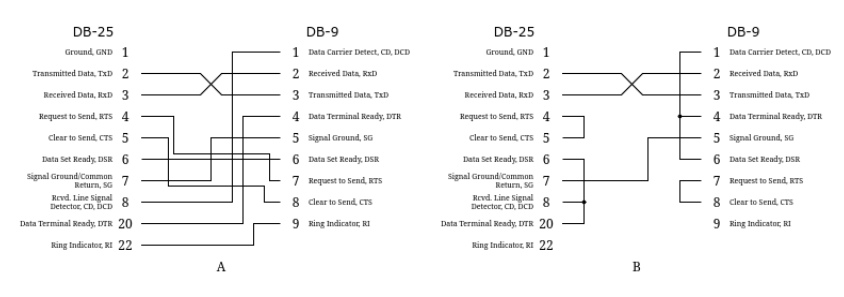 DB-25 DB-9
Ground, GND 1 1 Data Carrier Detect, CD, DCD
Transmitted Data, TxD 2 2 Received Data, RxD
Received Data, RxD 3 3 Transmitted Data, TxD
Request to Send, RTS 4 4 Data Terminal Ready, DTR
Clear to Send, CTS 5 5 Signal Ground, SG
Data Set Ready, DSR 6 6 Data Set Ready, DSR
Signal Ground/Common
Return, SG 7 7 Request to Send, RTS
Rcvd. Line Signal
Detector, CD, DCD 8 8 Clear to Send, CTS
Data Terminal Ready, DTR 20 9 Ring Indicator, RI
Ring Indicator, RI 22
A
DB-25 DB-9
Ground, GND 1 1 Data Carrier Detect, CD, DCD
Transmitted Data, TxD 2 2 Received Data, RxD
Received Data, RxD 3 3 Transmitted Data, TxD
Request to Send, RTS 4 4 Data Terminal Ready, DTR
Clear to Send, CTS 5 5 Signal Ground, SG
Data Set Ready, DSR 6 6 Data Set Ready, DSR
Signal Ground/Common
Return, SG 7 7 Request to Send, RTS
Rcvd. Line Signal
Detector, CD, DCD 8 8 Clear to Send, CTS
Data Terminal Ready, DTR 20 9 Ring Indicator, RI
Ring Indicator, RI 22
B